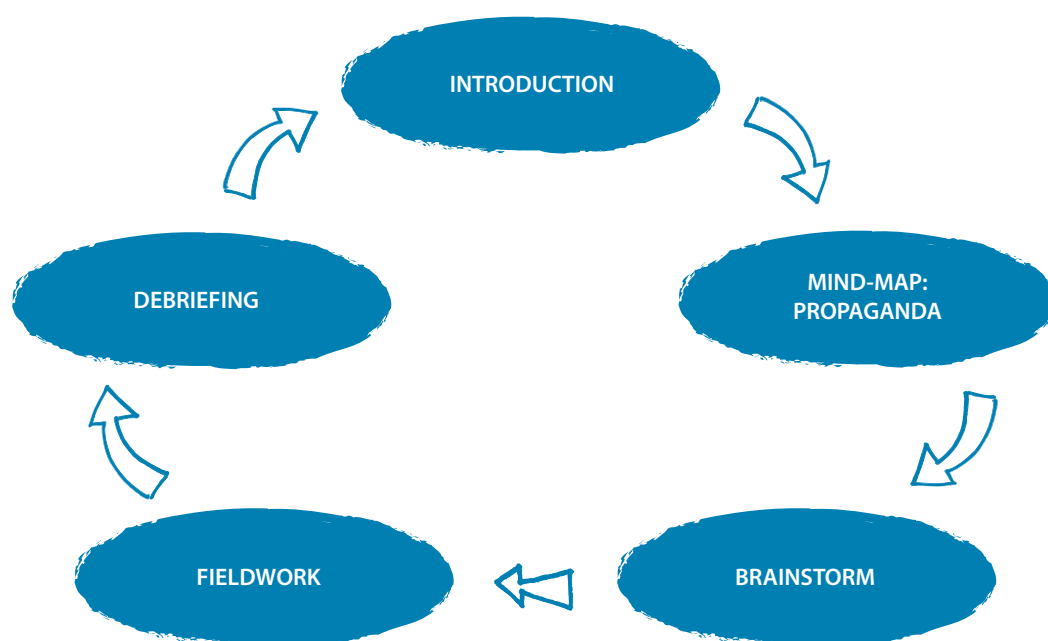 INTRODUCTION
MIND-MAP:
PROPAGANDA
BRAINSTORM
FIELDWORK
DEBRIEFING